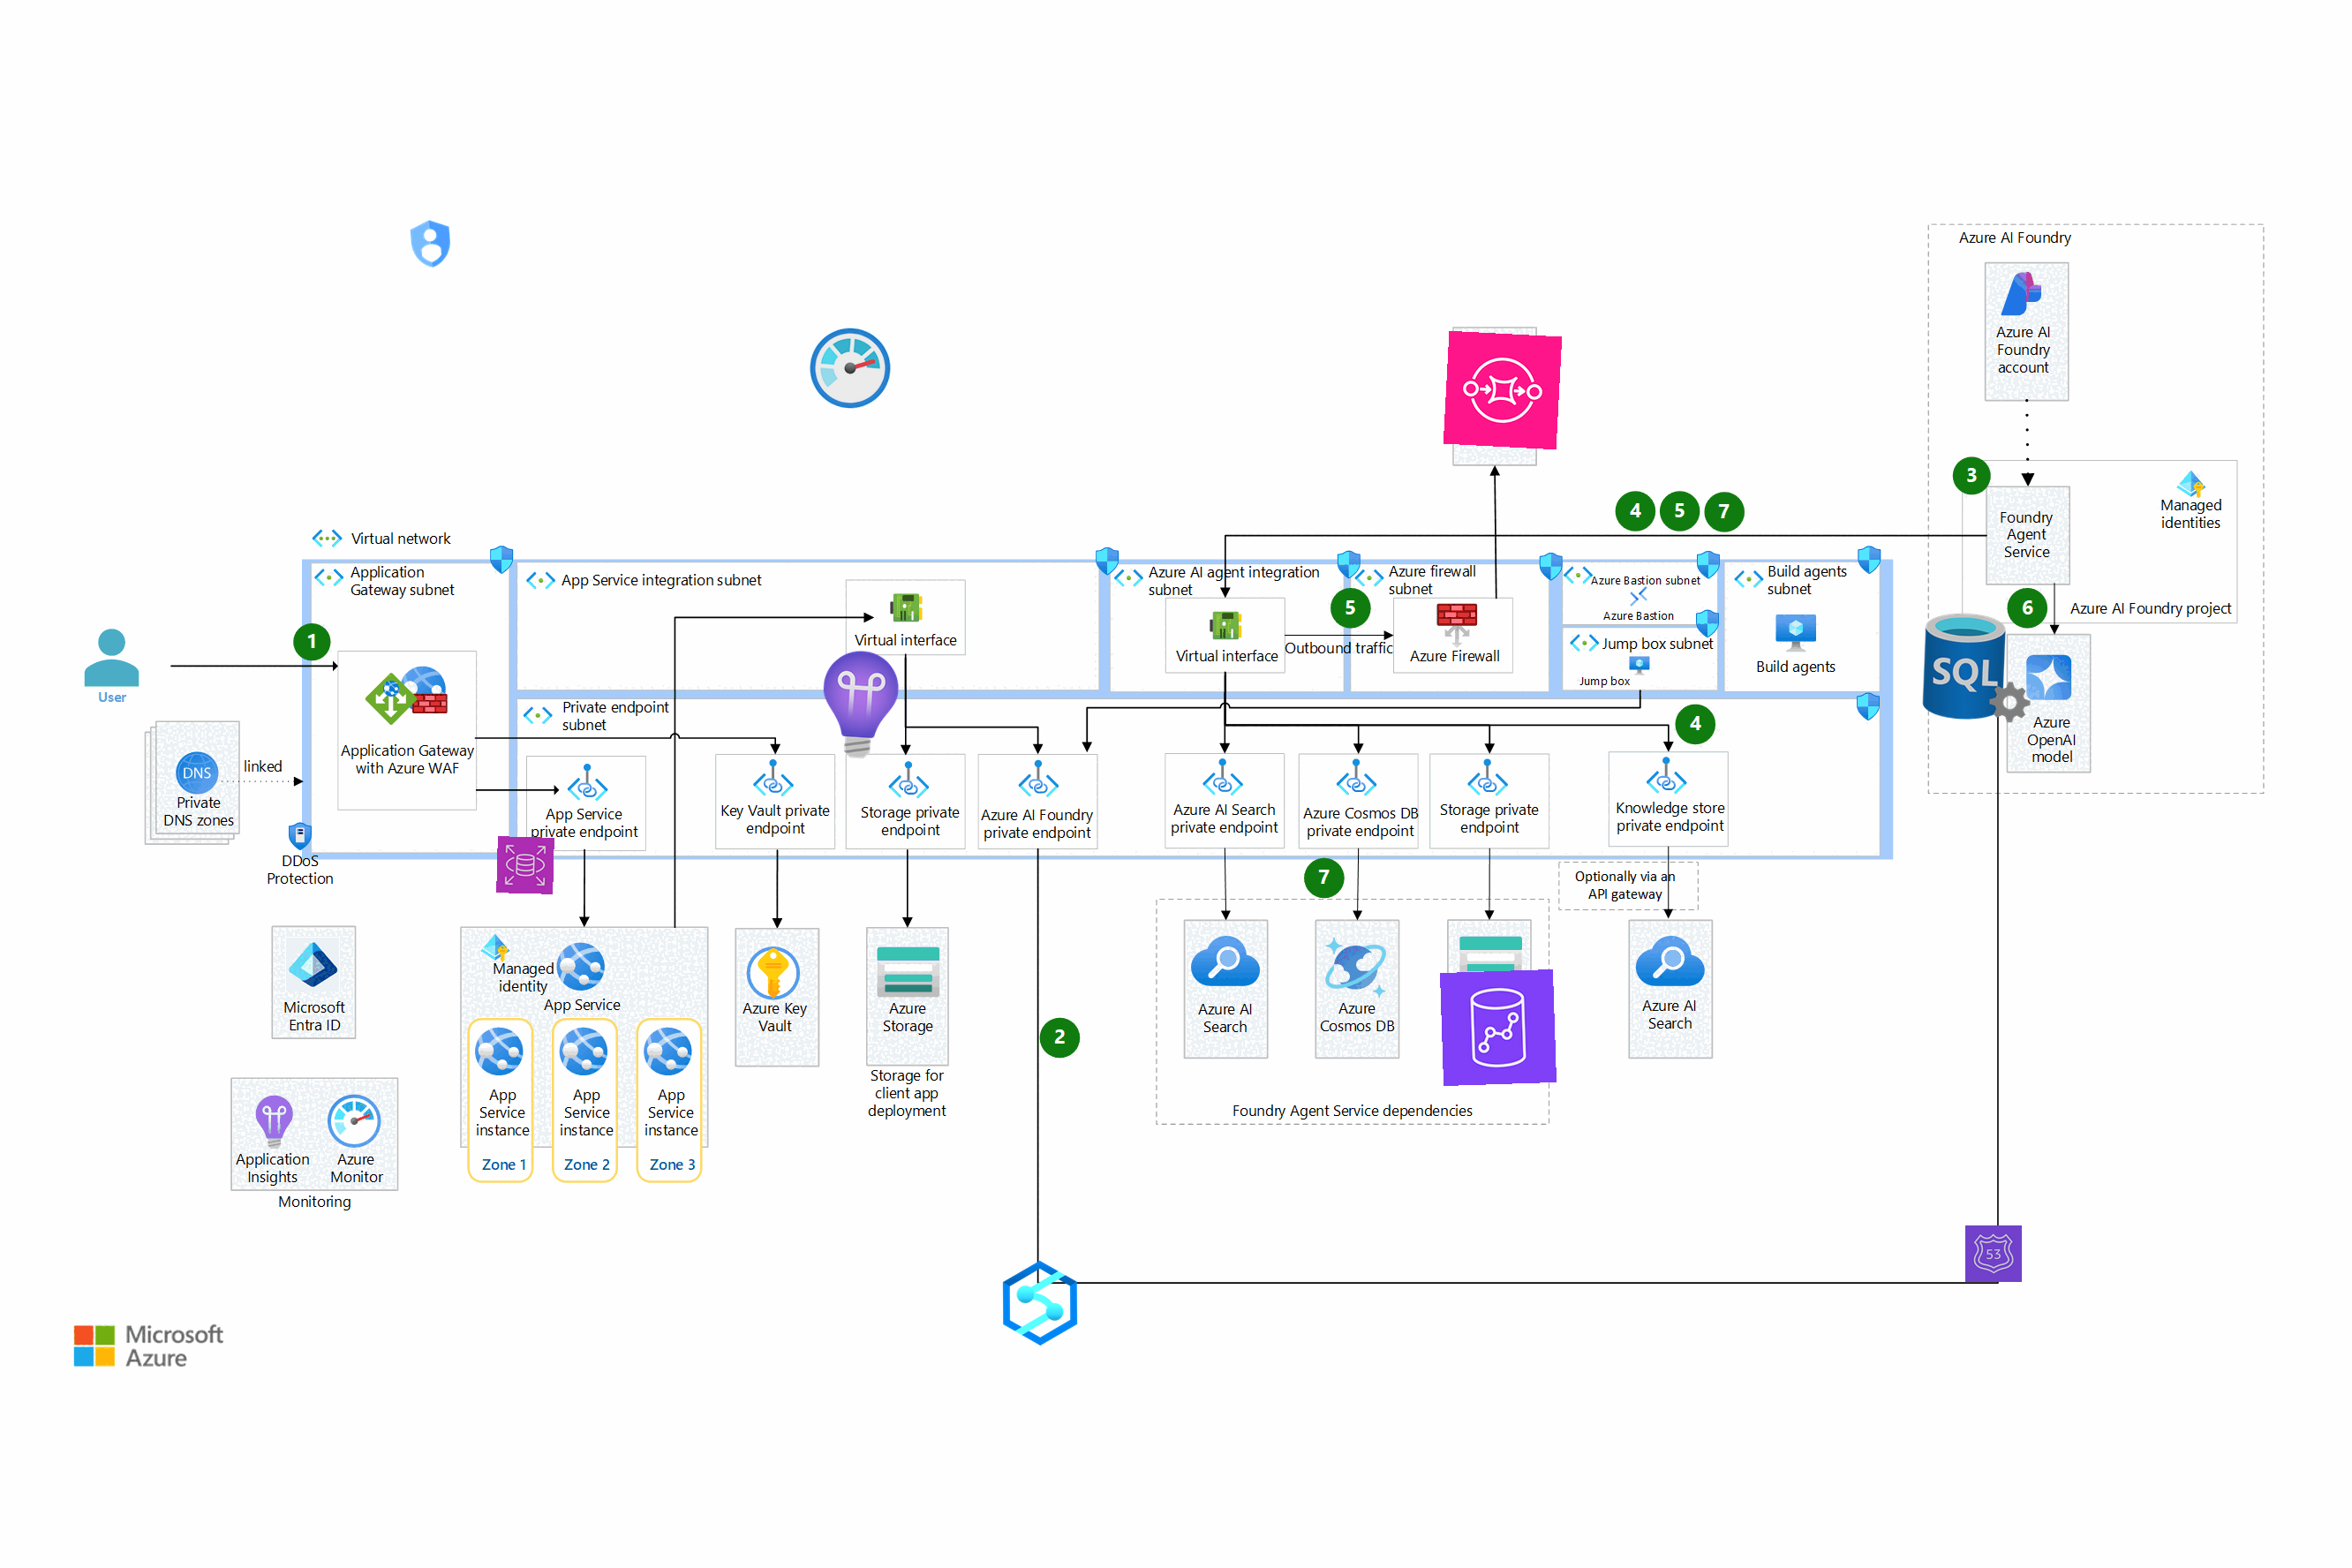 Azure AI Foundry
Azure AI
Foundry
account
3
Managed
identities
Foundry
Agent
Service
4
5
7
6
Azure AI Foundry project
SQL
Azure
OpenAI
model
Virtual network
Application
Gateway subnet
App Service integration subnet
Virtual interface
Azure AI agent integration
subnet
Virtual interface
5
Outbound traffic
Azure firewall
subnet
Azure Firewall
Azure Bastion subnet
Azure Bastion
Jump box subnet
Jump box
Build agents
subnet
Build agents
1
User
Application Gateway
with Azure WAF
DNS
Private
DNS zones
linked
DDoS
Protection
Private endpoint
subnet
App Service
private endpoint
Key Vault private
endpoint
Storage private
endpoint
Azure AI Foundry
private endpoint
Azure AI Search
private endpoint
Azure Cosmos DB
private endpoint
Storage private
endpoint
4
Knowledge store
private endpoint
7
Optionally via an
API gateway
Microsoft
Entra ID
Managed
identity
App Service
App
Service
instance
Zone 1
App
Service
instance
Zone 2
App
Service
instance
Zone 3
Azure Key
Vault
Azure
Storage
Storage for
client app
deployment
2
Azure AI
Search
Azure
Cosmos DB
Azure AI
Search
Foundry Agent Service dependencies
Application
Insights
Azure
Monitor
Monitoring
53
Microsoft
Azure